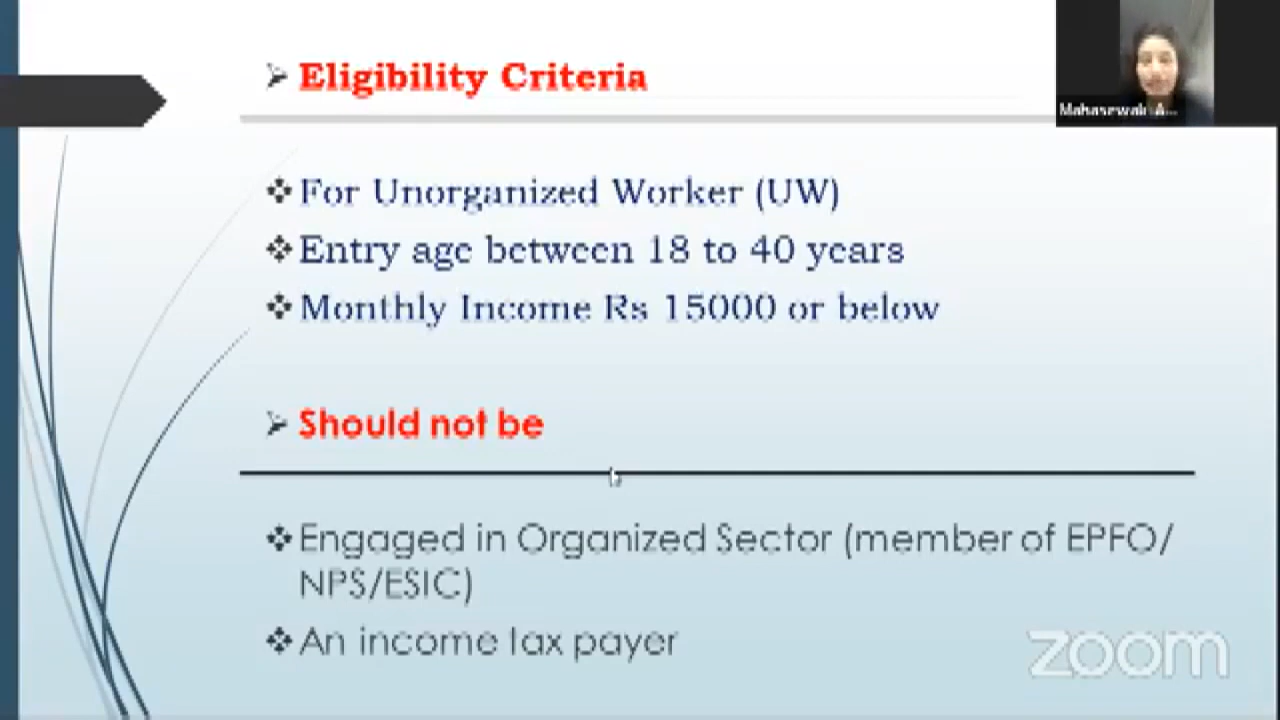 Eligibility Criteria
Mahasewak A...
For Unorganized Worker (UW)
Entry age between 18 to 40 years
Monthly Income Rs 15000 or below
Should not be
Engaged in Organized Sector (member of EPFO/
NPS/ESIC)
An income tax payer
zoom